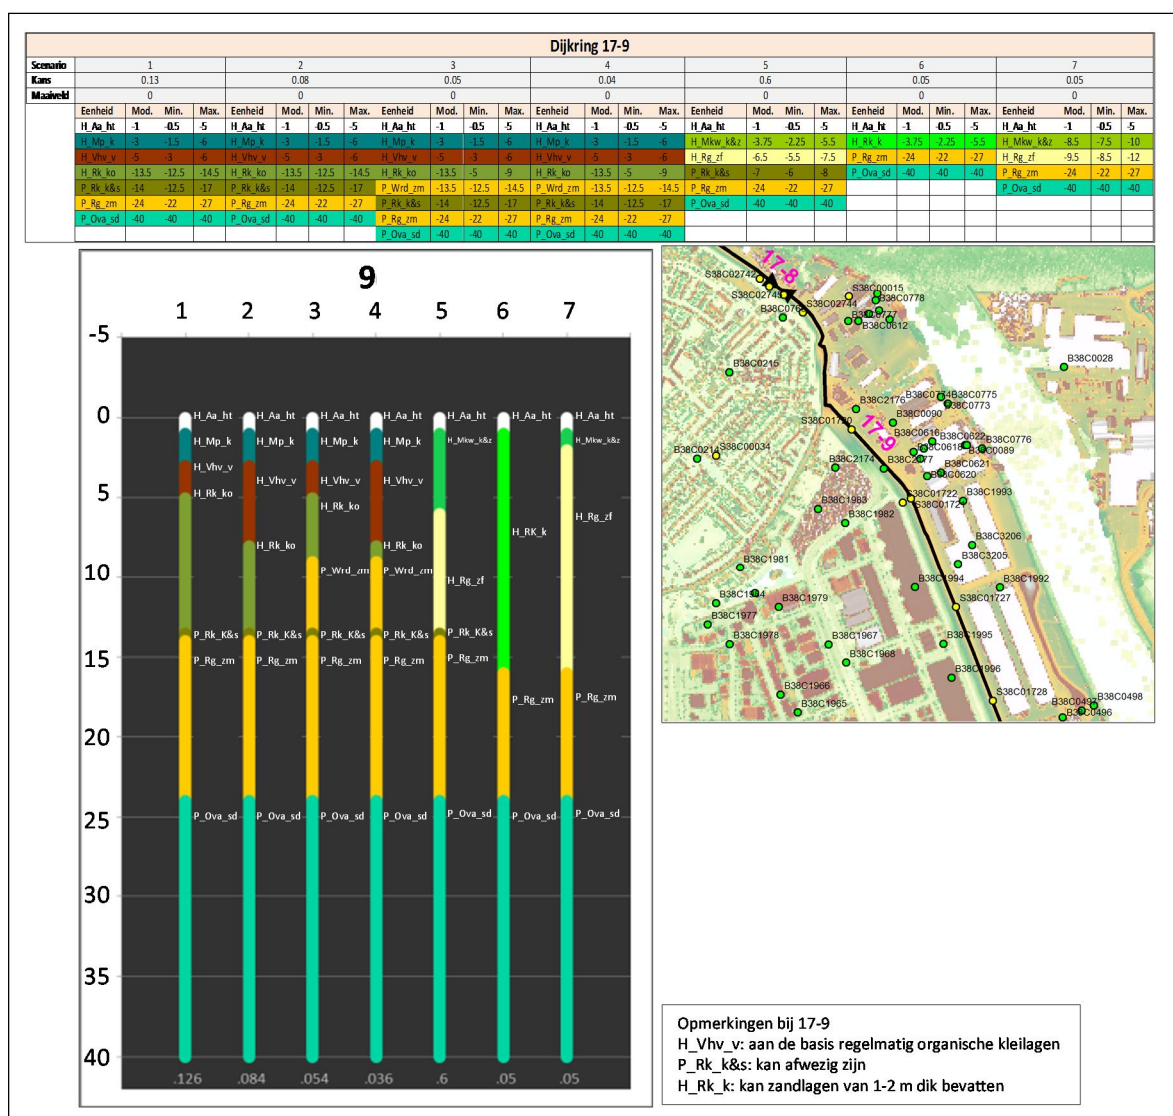 Dijkring 17-9
Scenario 1 2 3 4 5 6 7
Kans 0.13 0.08 0.05 0.04 0.6 0.05 0.05
Maaiveld 0 0 0 0 0 0 0
Eenheid Mod. Min. Max. Eenheid Mod. Min. Max. Eenheid Mod. Min. Max. Eenheid Mod. Min. Max. Eenheid Mod. Min. Max. Eenheid Mod. Min. Max. Eenheid Mod. Min. Max.
H_Aa_ht -1 -0.5 -5 H_Aa_ht -1 -0.5 -5 H_Aa_ht -1 -0.5 -5 H_Aa_ht -1 -0.5 -5 H_Aa_ht -1 -0.5 -5 H_Aa_ht -1 -0.5 -5 H_Aa_ht -1 -0.5 -5
H_Mp_k -3 -1.5 -6 H_Mp_k -3 -1.5 -6 H_Mp_k -3 -1.5 -6 H_Mp_k -3 -1.5 -6 H_Mkw_k&z -3.75 -2.25 -5.5 H_Rk_k -3.75 -2.25 -5.5 H_Mkw_k&z -8.5 -7.5 -10
H_Vhv_v -5 -3 -6 H_Vhv_v -5 -3 -6 H_Vhv_v -5 -3 -6 H_Vhv_v -5 -3 -6 H_Rg_zf -6.5 -5.5 -7.5 P_Rg_zm -24 -22 -27 H_Rg_zf -9.5 -8.5 -12
H_Rk_ko -13.5 -12.5 -14.5 H_Rk_ko -13.5 -12.5 -14.5 H_Rk_ko -13.5 -5 -9 H_Rk_ko -13.5 -5 -9 P_Rk_k&s -7 -6 -8 P_Ova_sd -40 -40 -40 P_Rg_zm -24 -22 -27
P_Rk_k&s -14 -12.5 -17 P_Rk_k&s -14 -12.5 -17 P_Wrd_zm -13.5 -12.5 -14.5 P_Wrd_zm -13.5 -12.5 -14.5 P_Rg_zm -24 -22 -27 P_Ova_sd -40 -40 -40
P_Rg_zm -24 -22 -27 P_Rg_zm -24 -22 -27 P_Rk_k&s -14 -12.5 -17 P_Rk_k&s -14 -12.5 -17 P_Ova_sd -40 -40 -40
P_Ova_sd -40 -40 -40 P_Ova_sd -40 -40 -40 P_Rg_zm -24 -22 -27 P_Rg_zm -24 -22 -27
P_Ova_sd -40 -40 -40 P_Ova_sd -40 -40 -40
9
1 2 3 4 5 6 7
-5
0
5
10
15
20
25
30
35
40
H_Aa_ht H_Aa_ht H_Aa_ht H_Aa_ht H_Aa_ht H_Aa_ht H_Aa_ht
H_Mp_k H_Mp_k H_Mp_k H_Mp_k H_Mkw_k&z H_Mkw_k&z
H_Vhv_v H_Vhv_v H_Vhv_v H_Vhv_v
H_Rk_ko H_Rk_ko H_Rg_zf
H_RK_k
H_Rk_ko H_Rk_ko
P_Wrd_zm P_Wrd_zm H_Rg_zf
P_Rk_K&s P_Rk_K&s P_Rk_K&s P_Rk_K&s P_Rk_K&s
P_Rg_zm P_Rg_zm P_Rg_zm P_Rg_zm P_Rg_zm
P_Rg_zm P_Rg_zm
P_Ova_sd P_Ova_sd P_Ova_sd P_Ova_sd P_Ova_sd P_Ova_sd P_Ova_sd
.126 .084 .054 .036 .6 .05 .05
17-8
S38C02742
S38C02743
S38C02744
S38C00015
B38C0778
B38C0777
B38C0612
B38C0215
B38C0028
B38C2176
B38C0774
B38C0775
B38C0773
B38C0090
17-9
S38C01720
B38C0616
B38C0622
B38C0776
B38C0618
B38C0089
B38C0214
S38C00034
B38C2174
B38C2177
B38C0621
B38C0620
S38C01722
S38C01721
B38C1993
B38C1983
B38C1982
B38C3206
B38C3205
B38C1981
B38C1994
B38C1992
B38C1979
S38C01727
B38C1977
B38C1978
B38C1967
B38C1968
B38C1995
B38C1996
B38C1966
B38C1965
S38C01728
B38C0497
B38C0498
B38C0496
Opmerkingen bij 17-9
H_Vhv_v: aan de basis regelmatig organische kleilagen
P_Rk_k&s: kan afwezig zijn
H_Rk_k: kan zandlagen van 1-2 m dik bevatten